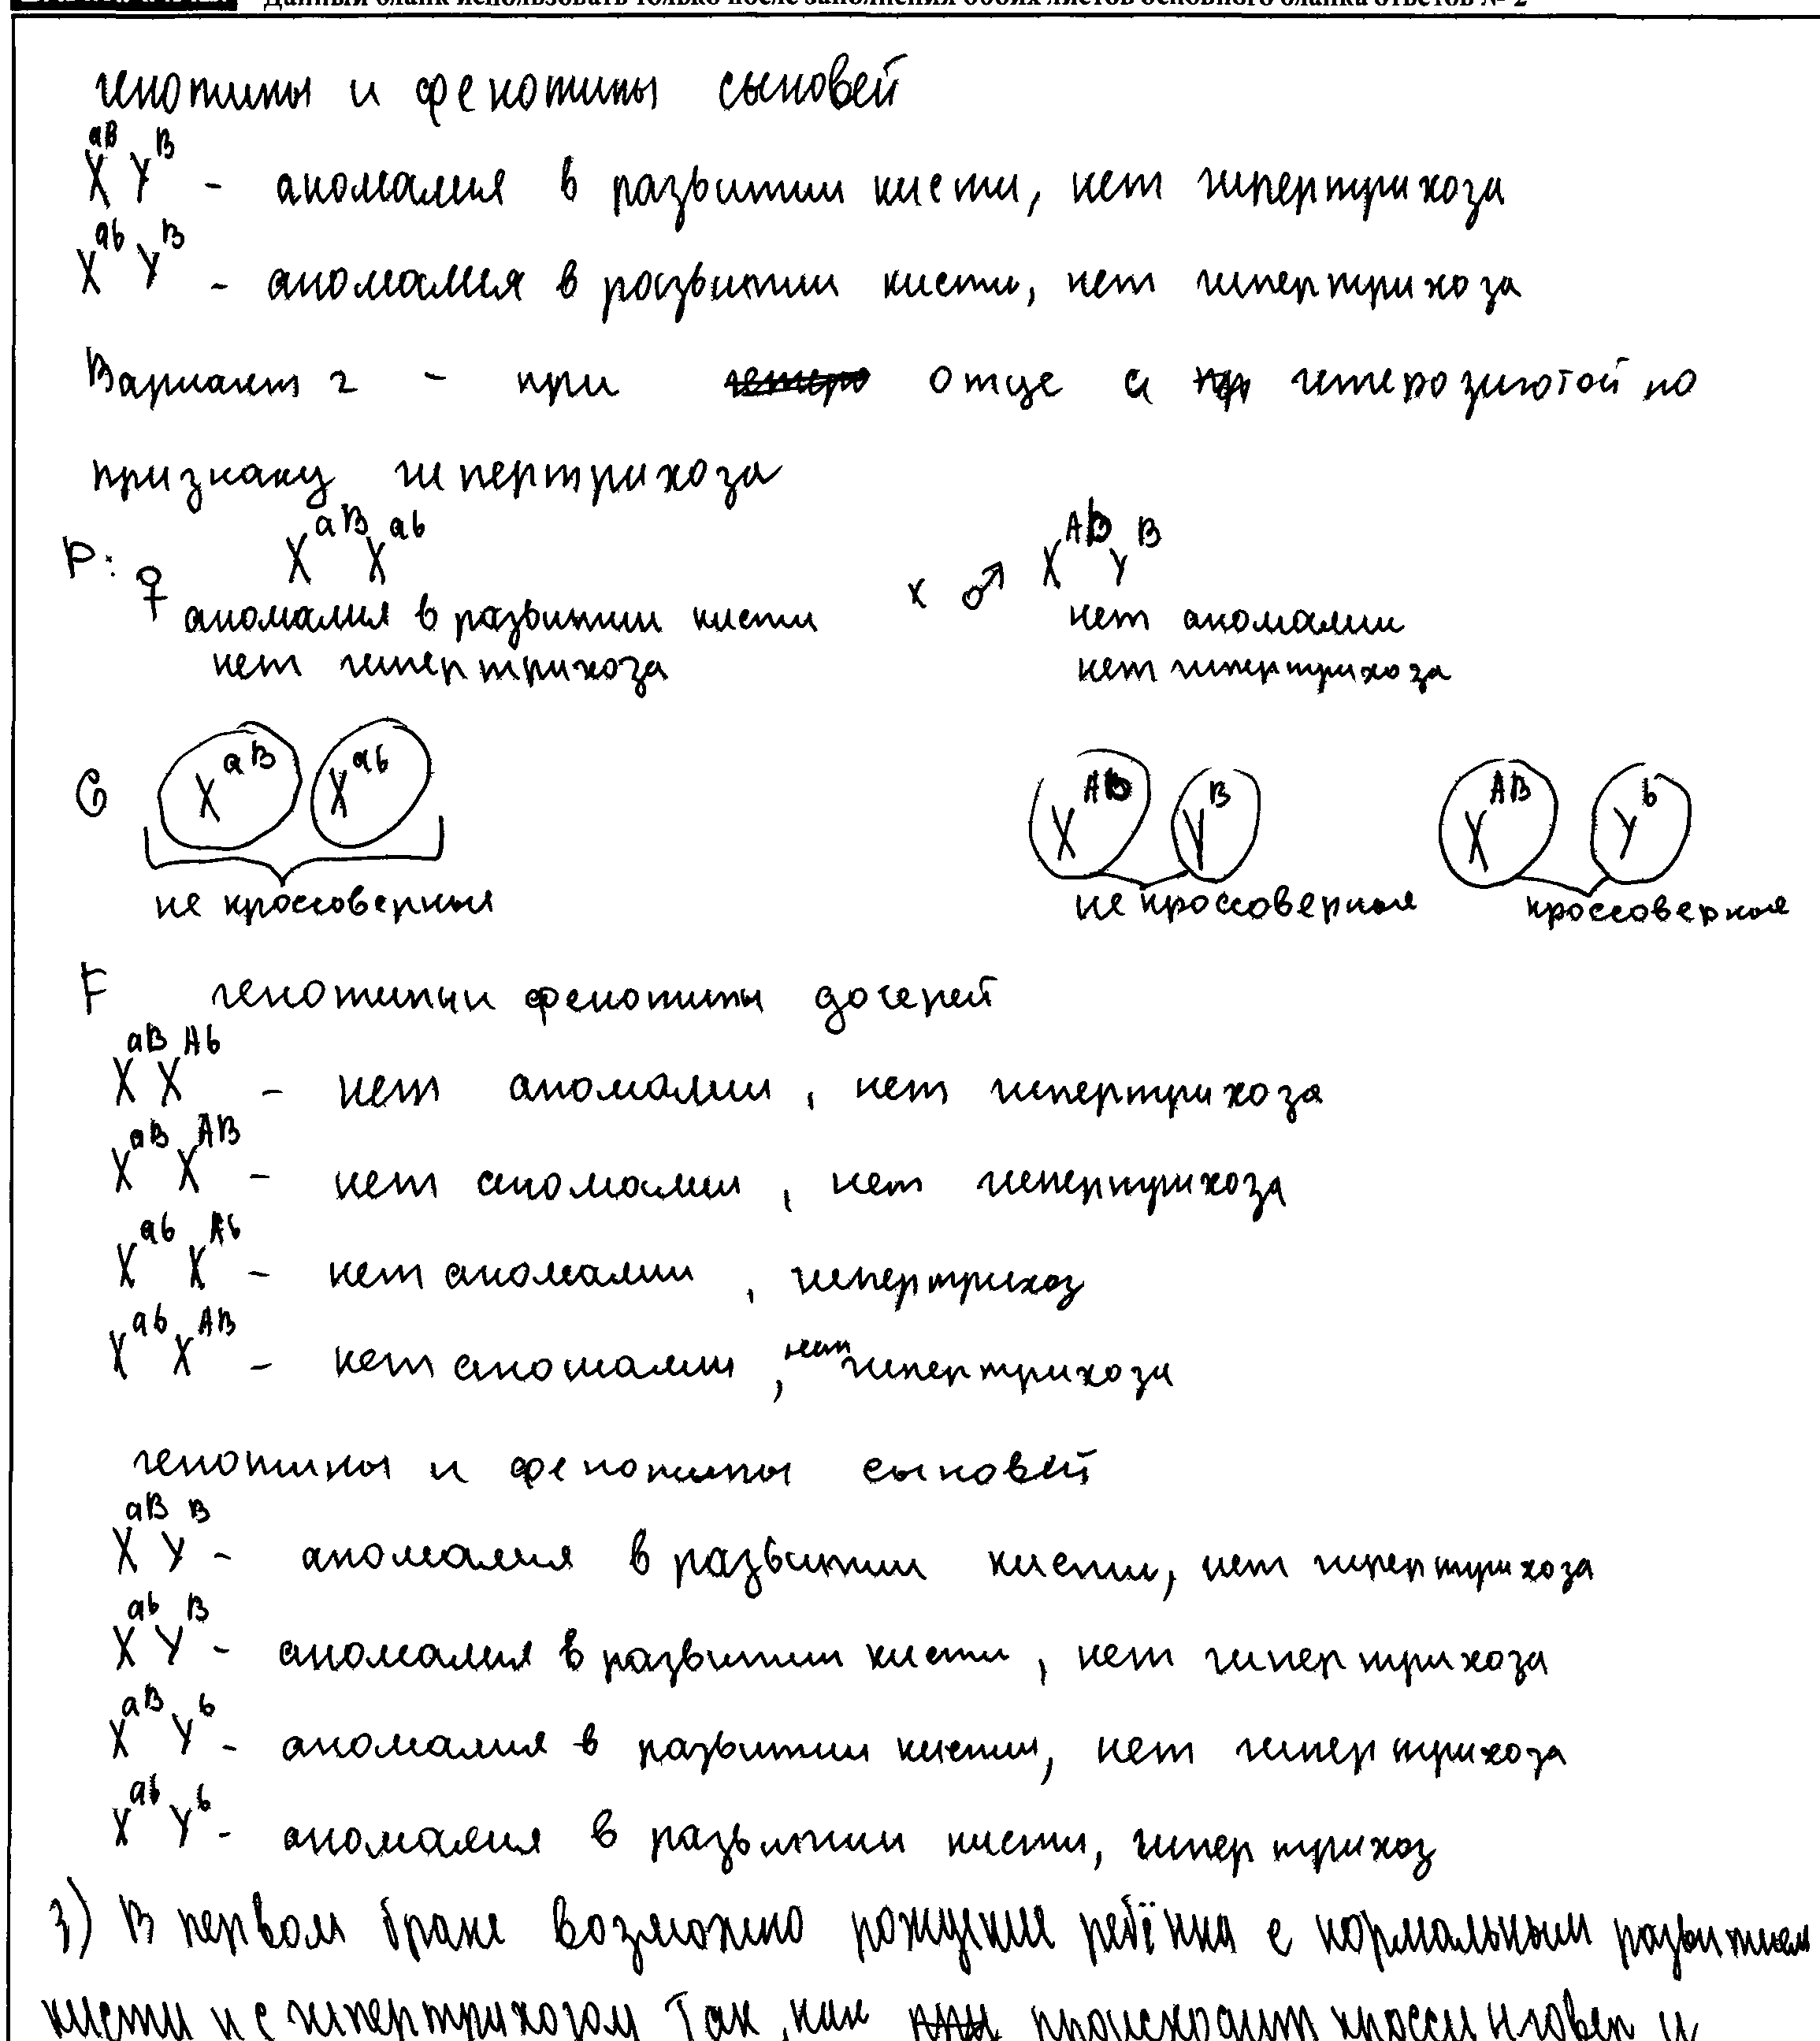 Данный бланк использовать только после заполнения обоих листов основного бланка ответов № 2
генотипы и фенотипы сыновей
X^aB Y^B - аномалия в развитии кисти, нет гипертрихоза
X^ab Y^B - аномалия в развитии кисти, нет гипертрихоза
Вариант 2 - при отце с гетерозиготой по
признаку гипертрихоза
P: ♀ X^aB X^ab x ♂ X^Ab Y^B
аномалия в развитии кисти нет аномалии
нет гипертрихоза нет гипертрихоза
G X^aB X^ab X^Ab Y^B X^AB Y^b
не кроссоверные не кроссоверные кроссоверные
F генотипы и фенотипы дочерей
X^aB X^Ab - нет аномалии, нет гипертрихоза
X^aB X^AB - нет аномалии, нет гипертрихоза
X^ab X^Ab - нет аномалии, гипертрихоз
X^ab X^AB - нет аномалии, нет гипертрихоза
генотипы и фенотипы сыновей
X^aB Y^B - аномалия в развитии кисти, нет гипертрихоза
X^ab Y^B - аномалия в развитии кисти, нет гипертрихоза
X^aB Y^b - аномалия в развитии кисти, нет гипертрихоза
X^ab Y^b - аномалия в развитии кисти, гипертрихоз
3) В первом браке возможно рождение ребёнка с нормальным развитием
кисти и с гипертрихозом Так как происходит кроссинговер и